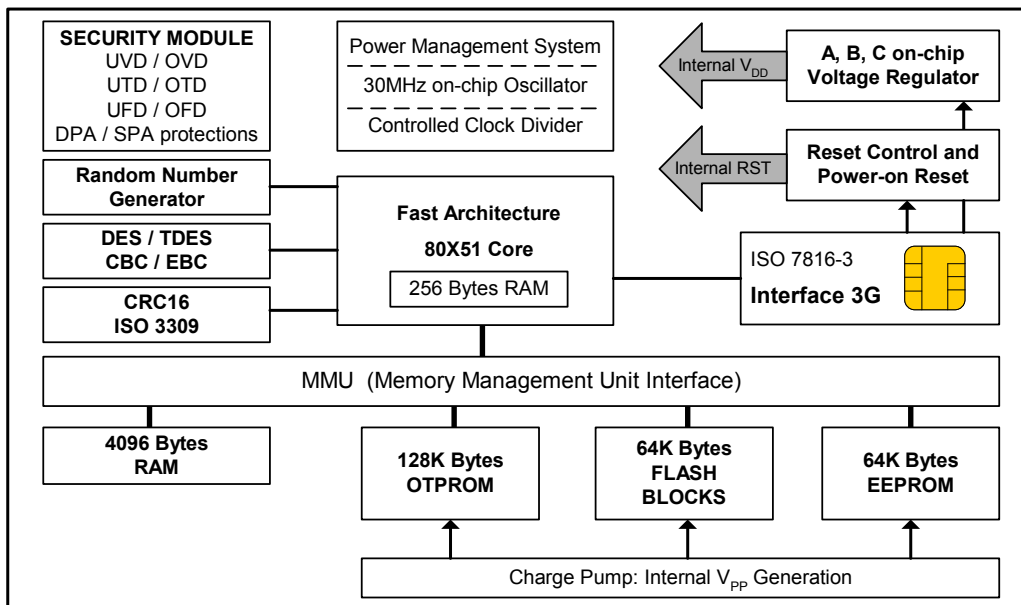 SECURITY MODULE
UVD / OVD
UTD / OTD
UFD / OFD
DPA / SPA protections
Power Management System
30MHz on-chip Oscillator
Controlled Clock Divider
Internal VDD
A, B, C on-chip
Voltage Regulator
Internal RST
Reset Control and
Power-on Reset
Random Number
Generator
DES / TDES
CBC / EBC
CRC16
ISO 3309
Fast Architecture
80X51 Core
256 Bytes RAM
ISO 7816-3
Interface 3G
MMU (Memory Management Unit Interface)
4096 Bytes
RAM
128K Bytes
OTPROM
64K Bytes
FLASH
BLOCKS
64K Bytes
EEPROM
Charge Pump: Internal VPP Generation